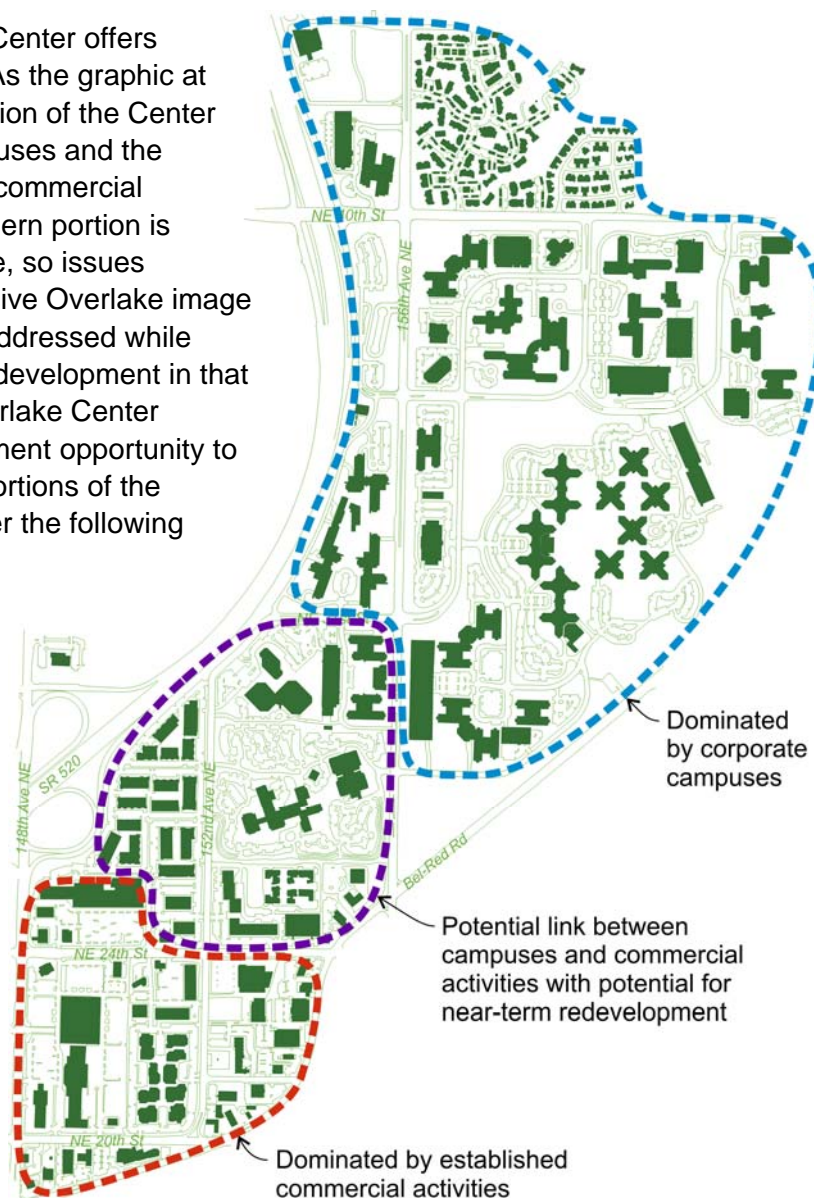 Center offers
As the graphic at
tion of the Center
uses and the
commercial
ern portion is
e, so issues
ive Overlake image
ddressed while
development in that
erlake Center
ment opportunity to
ortions of the
er the following
NE 40th St
156th Ave NE
NE
148th Ave NE
SR 520
152nd Ave NE
Bel-Red Rd
Dominated
by corporate
campuses
Potential link between
campuses and commercial
activities with potential for
near-term redevelopment
NE 24th St
NE 20th St
Dominated by established
commercial activities